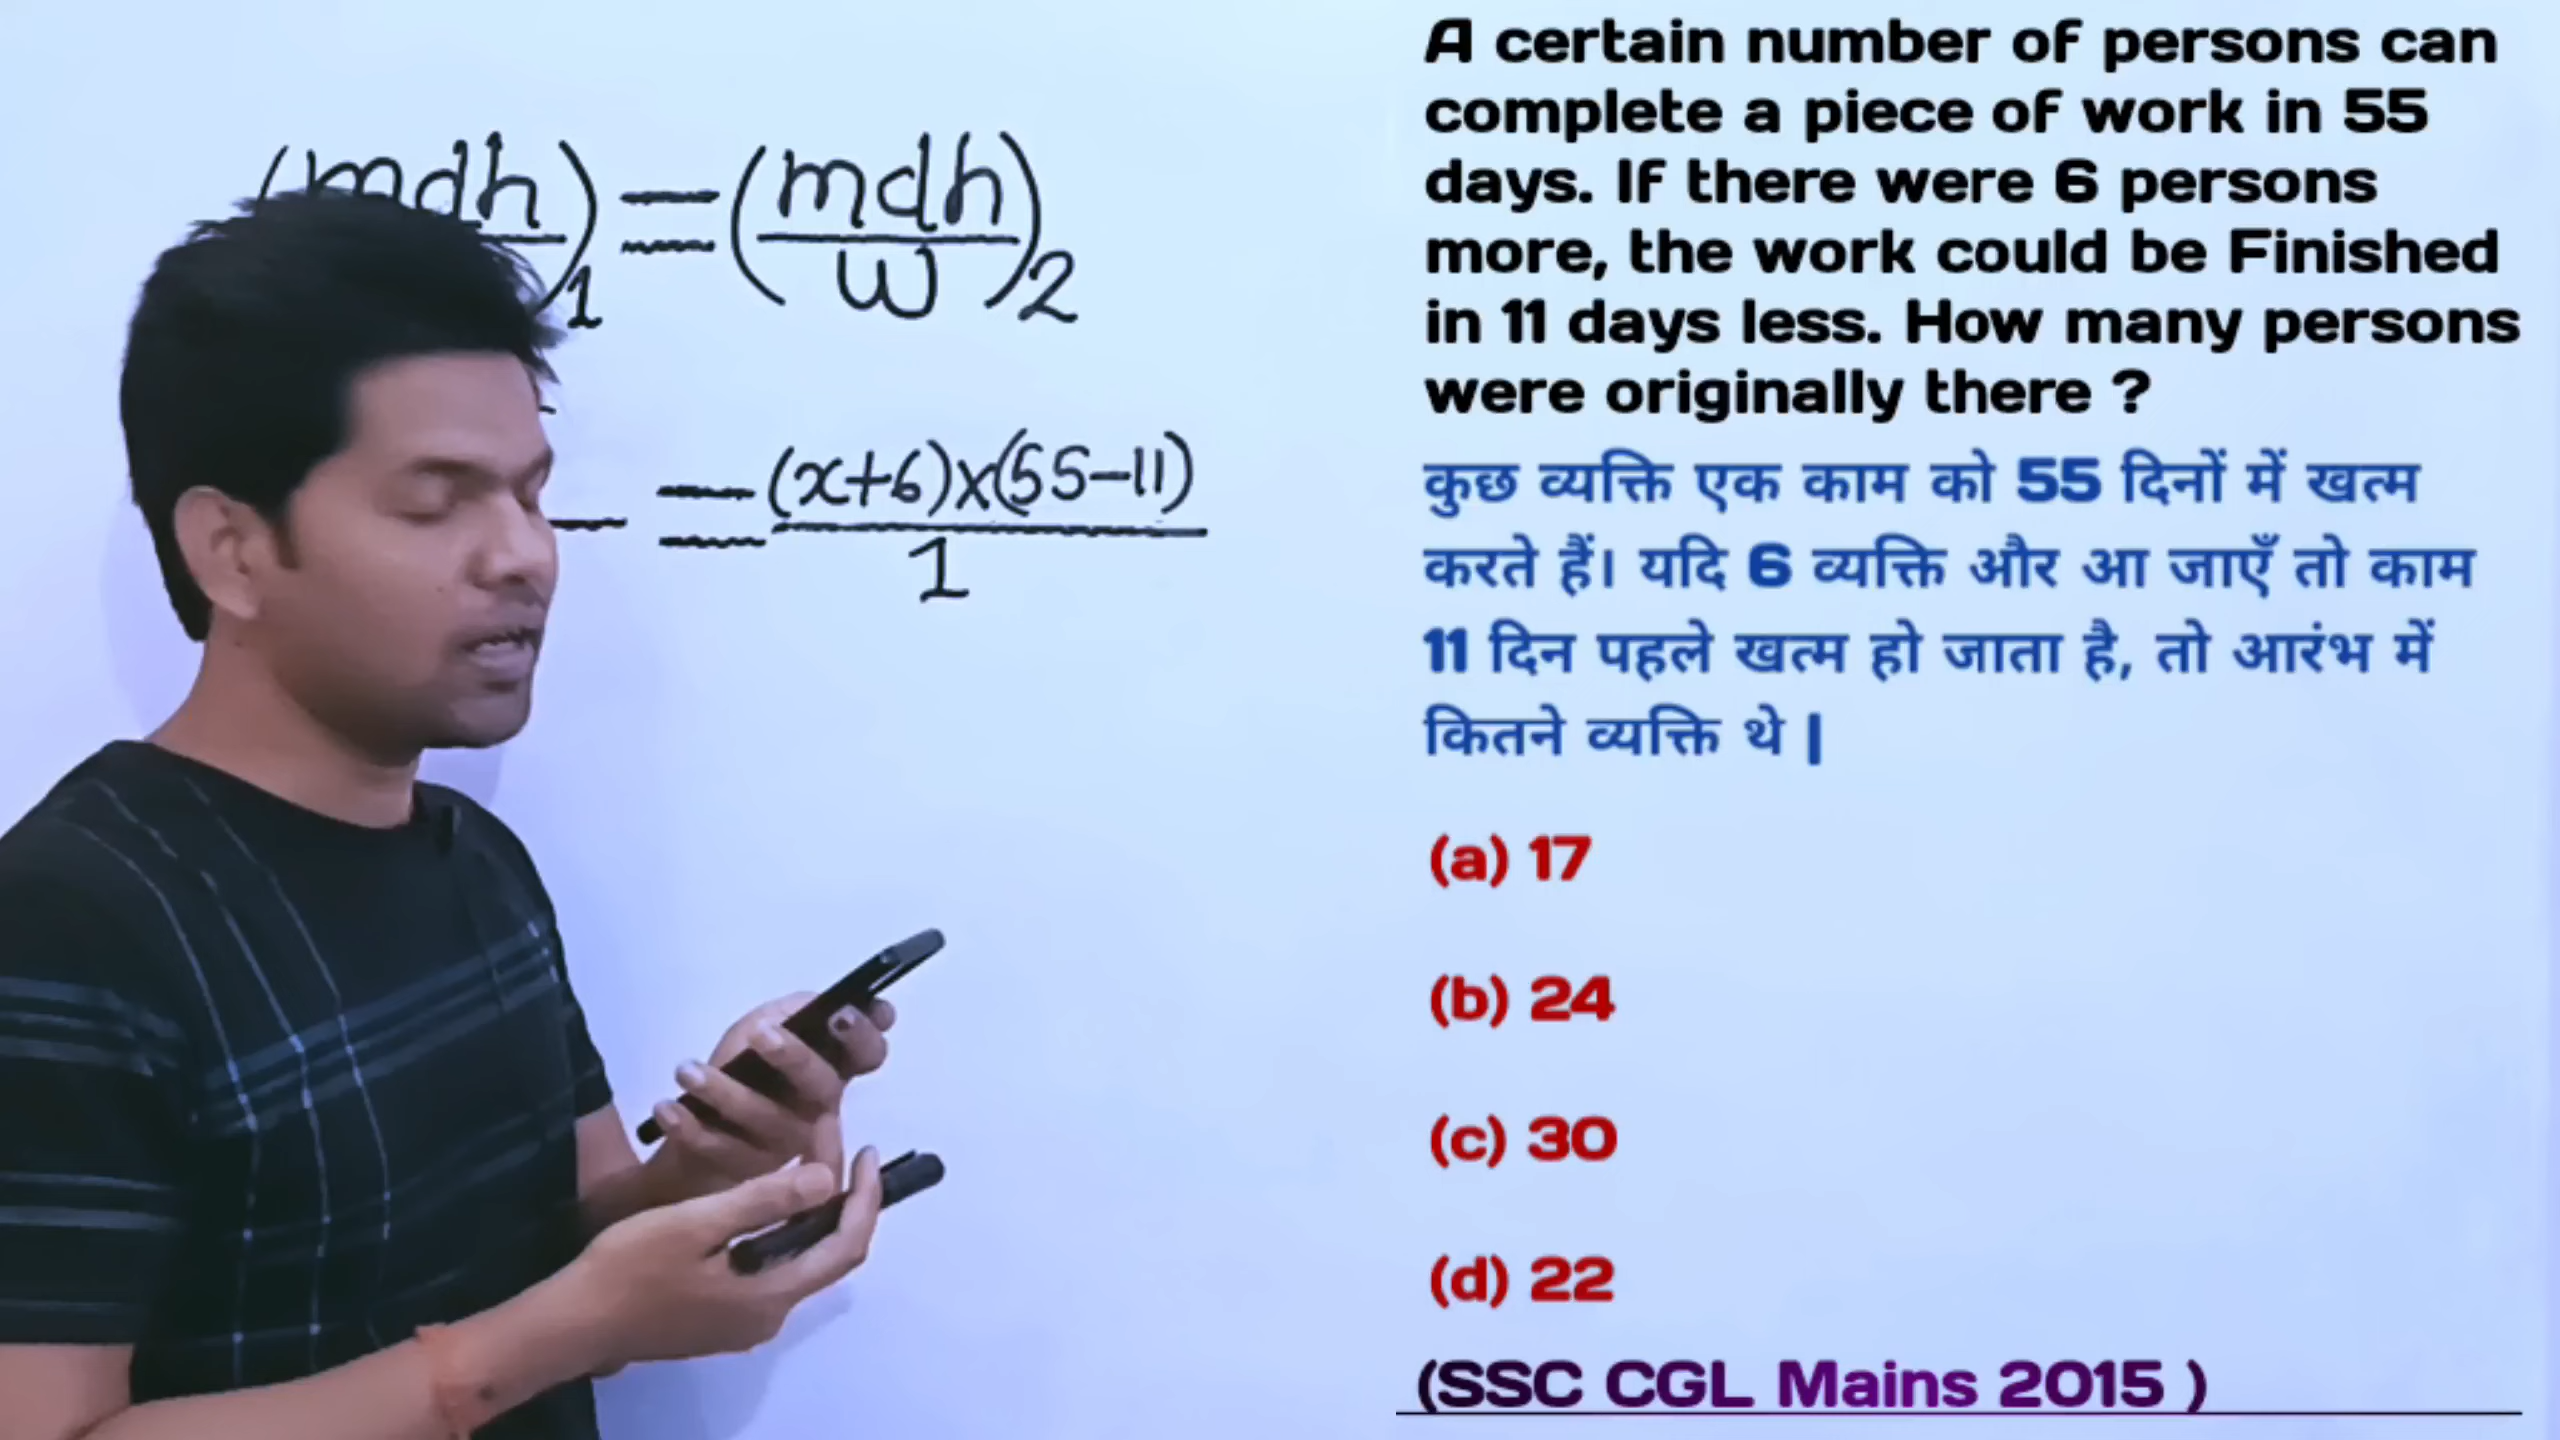 (mdh)1 = (mdh/W)2
= (x+6)x(55-11)
1
A certain number of persons can
complete a piece of work in 55
days. If there were 6 persons
more, the work could be Finished
in 11 days less. How many persons
were originally there ?
कुछ व्यक्ति एक काम को 55 दिनों में खत्म
करते हैं। यदि 6 व्यक्ति और आ जाएँ तो काम
11 दिन पहले खत्म हो जाता है, तो आरंभ में
कितने व्यक्ति थे |
(a) 17
(b) 24
(c) 30
(d) 22
(SSC CGL Mains 2015 )